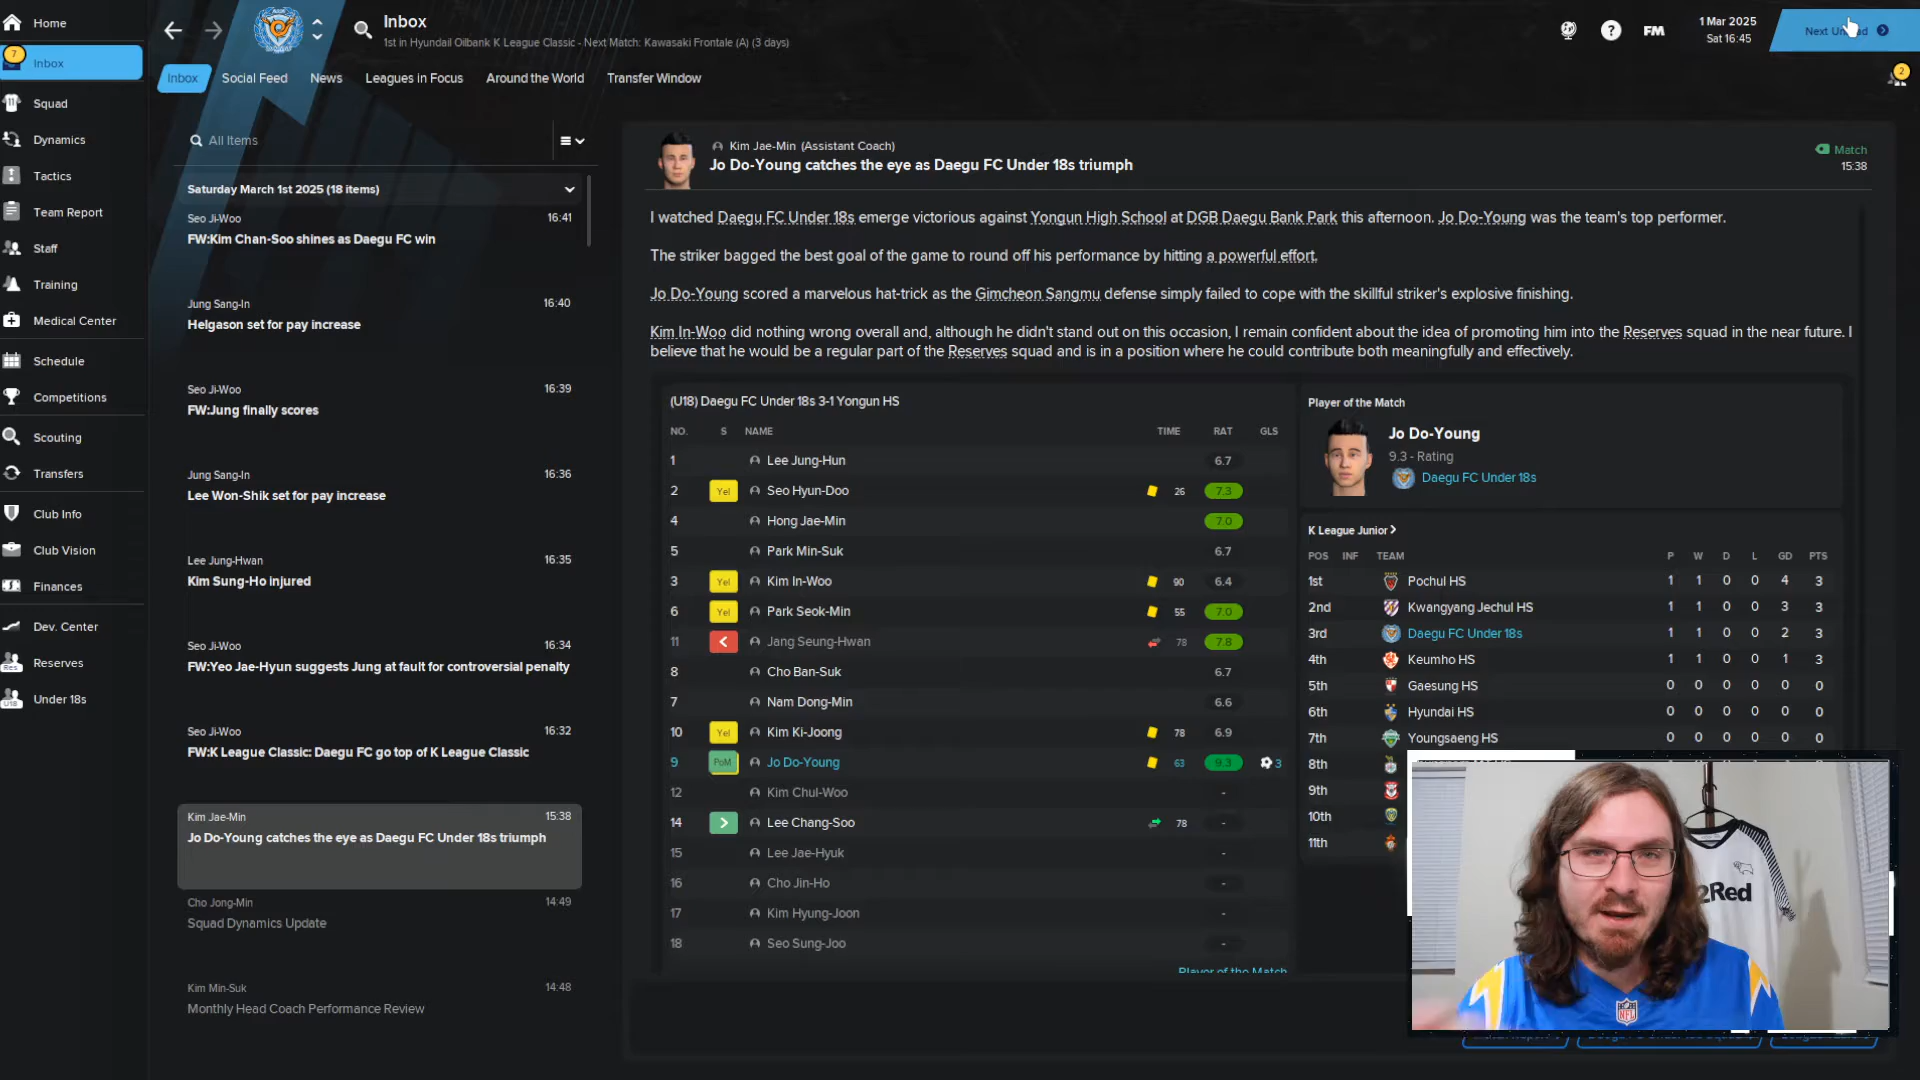 Home
Inbox
1st in Hyundail Oilbank K League Classic - Next Match: Kawasaki Frontale (A) (3 days)
FM
1 Mar 2025
Sat 16:45
7
Inbox
Inbox
Social Feed
News
Leagues in Focus
Around the World
Transfer Window
2
Squad
Dynamics
Tactics
Team Report
Staff
Training
Medical Center
Schedule
Competitions
Scouting
Transfers
Club Info
Club Vision
Finances
Dev. Center
Reserves
Under 18s
All Items
Saturday March 1st 2025 (18 items)
Seo Ji-Woo 16:41
FW:Kim Chan-Soo shines as Daegu FC win
Jung Sang-In 16:40
Helgason set for pay increase
Seo Ji-Woo 16:39
FW:Jung finally scores
Jung Sang-In 16:36
Lee Won-Shik set for pay increase
Lee Jung-Hwan 16:35
Kim Sung-Ho injured
Seo Ji-Woo 16:34
FW:Yeo Jae-Hyun suggests Jung at fault for controversial penalty
Seo Ji-Woo 16:32
FW:K League Classic: Daegu FC go top of K League Classic
Kim Jae-Min 15:38
Jo Do-Young catches the eye as Daegu FC Under 18s triumph
Cho Jong-Min 14:49
Squad Dynamics Update
Kim Min-Suk 14:48
Monthly Head Coach Performance Review
Kim Jae-Min (Assistant Coach)
Jo Do-Young catches the eye as Daegu FC Under 18s triumph
Match
15:38
I watched Daegu FC Under 18s emerge victorious against Yongun High School at DGB Daegu Bank Park this afternoon. Jo Do-Young was the team's top performer.
The striker bagged the best goal of the game to round off his performance by hitting a powerful effort.
Jo Do-Young scored a marvelous hat-trick as the Gimcheon Sangmu defense simply failed to cope with the skillful striker's explosive finishing.
Kim In-Woo did nothing wrong overall and, although he didn't stand out on this occasion, I remain confident about the idea of promoting him into the Reserves squad in the near future. I
believe that he would be a regular part of the Reserves squad and is in a position where he could contribute both meaningfully and effectively.
(U18) Daegu FC Under 18s 3-1 Yongun HS
NO. S NAME TIME RAT GLS
1 Lee Jung-Hun 6.7
2 Yel Seo Hyun-Doo 26 7.3
4 Hong Jae-Min 7.0
5 Park Min-Suk 6.7
3 Yel Kim In-Woo 90 6.4
6 Yel Park Seok-Min 55 7.0
11 Jang Seung-Hwan 78 7.8
8 Cho Ban-Suk 6.7
7 Nam Dong-Min 6.6
10 Yel Kim Ki-Joong 78 6.9
9 PoM Jo Do-Young 63 9.3 3
12 Kim Chul-Woo -
14 Lee Chang-Soo 78 -
15 Lee Jae-Hyuk -
16 Cho Jin-Ho -
17 Kim Hyung-Joon -
18 Seo Sung-Joo -
Player of the Match
Player of the Match
Jo Do-Young
9.3 - Rating
Daegu FC Under 18s
K League Junior
POS INF TEAM P W D L GD PTS
1st Pochul HS 1 1 0 0 4 3
2nd Kwangyang Jechul HS 1 1 0 0 3 3
3rd Daegu FC Under 18s 1 1 0 0 2 3
4th Keumho HS 1 1 0 0 1 3
5th Gaesung HS 0 0 0 0 0 0
6th Hyundai HS 0 0 0 0 0 0
7th Youngsaeng HS 0 0 0 0 0 0
8th
9th
10th
11th
2Red
NFL